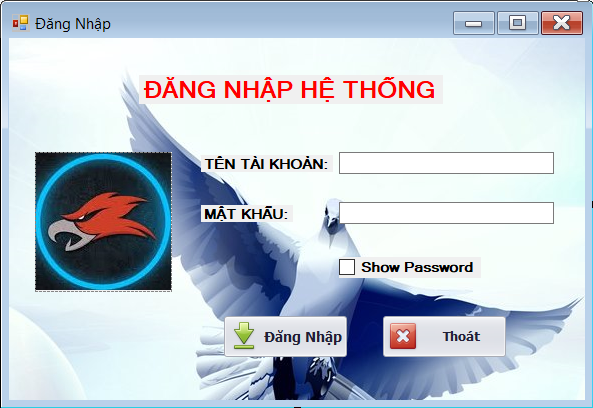 Đăng Nhập
ĐĂNG NHẬP HỆ THỐNG
TÊN TÀI KHOẢN:
MẬT KHẨU:
Show Password
Đăng Nhập
Thoát